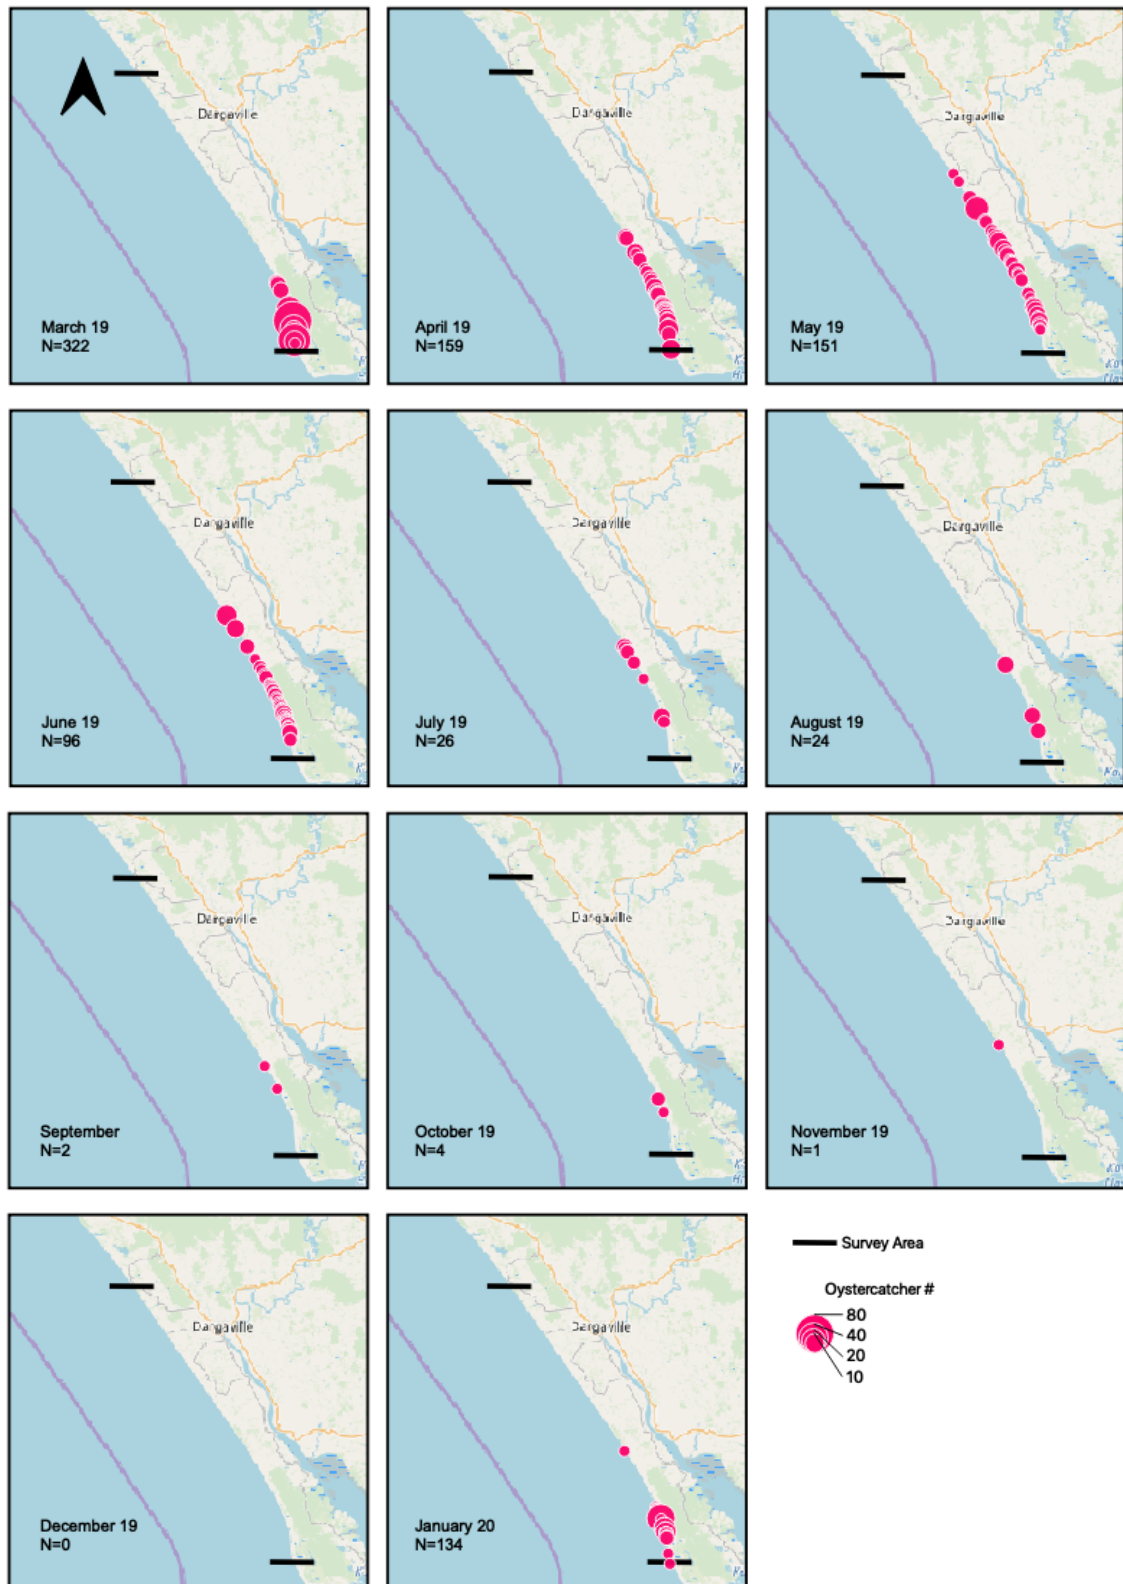 Dargaville
March 19
N=322
Dargaville
April 19
N=159
Dargaville
May 19
N=151
Dargaville
June 19
N=96
Dargaville
July 19
N=26
Dargaville
August 19
N=24
Dargaville
September
N=2
Dargaville
October 19
N=4
Dargaville
November 19
N=1
Dargaville
December 19
N=0
Dargaville
January 20
N=134
Survey Area
Oystercatcher #
80
40
20
10